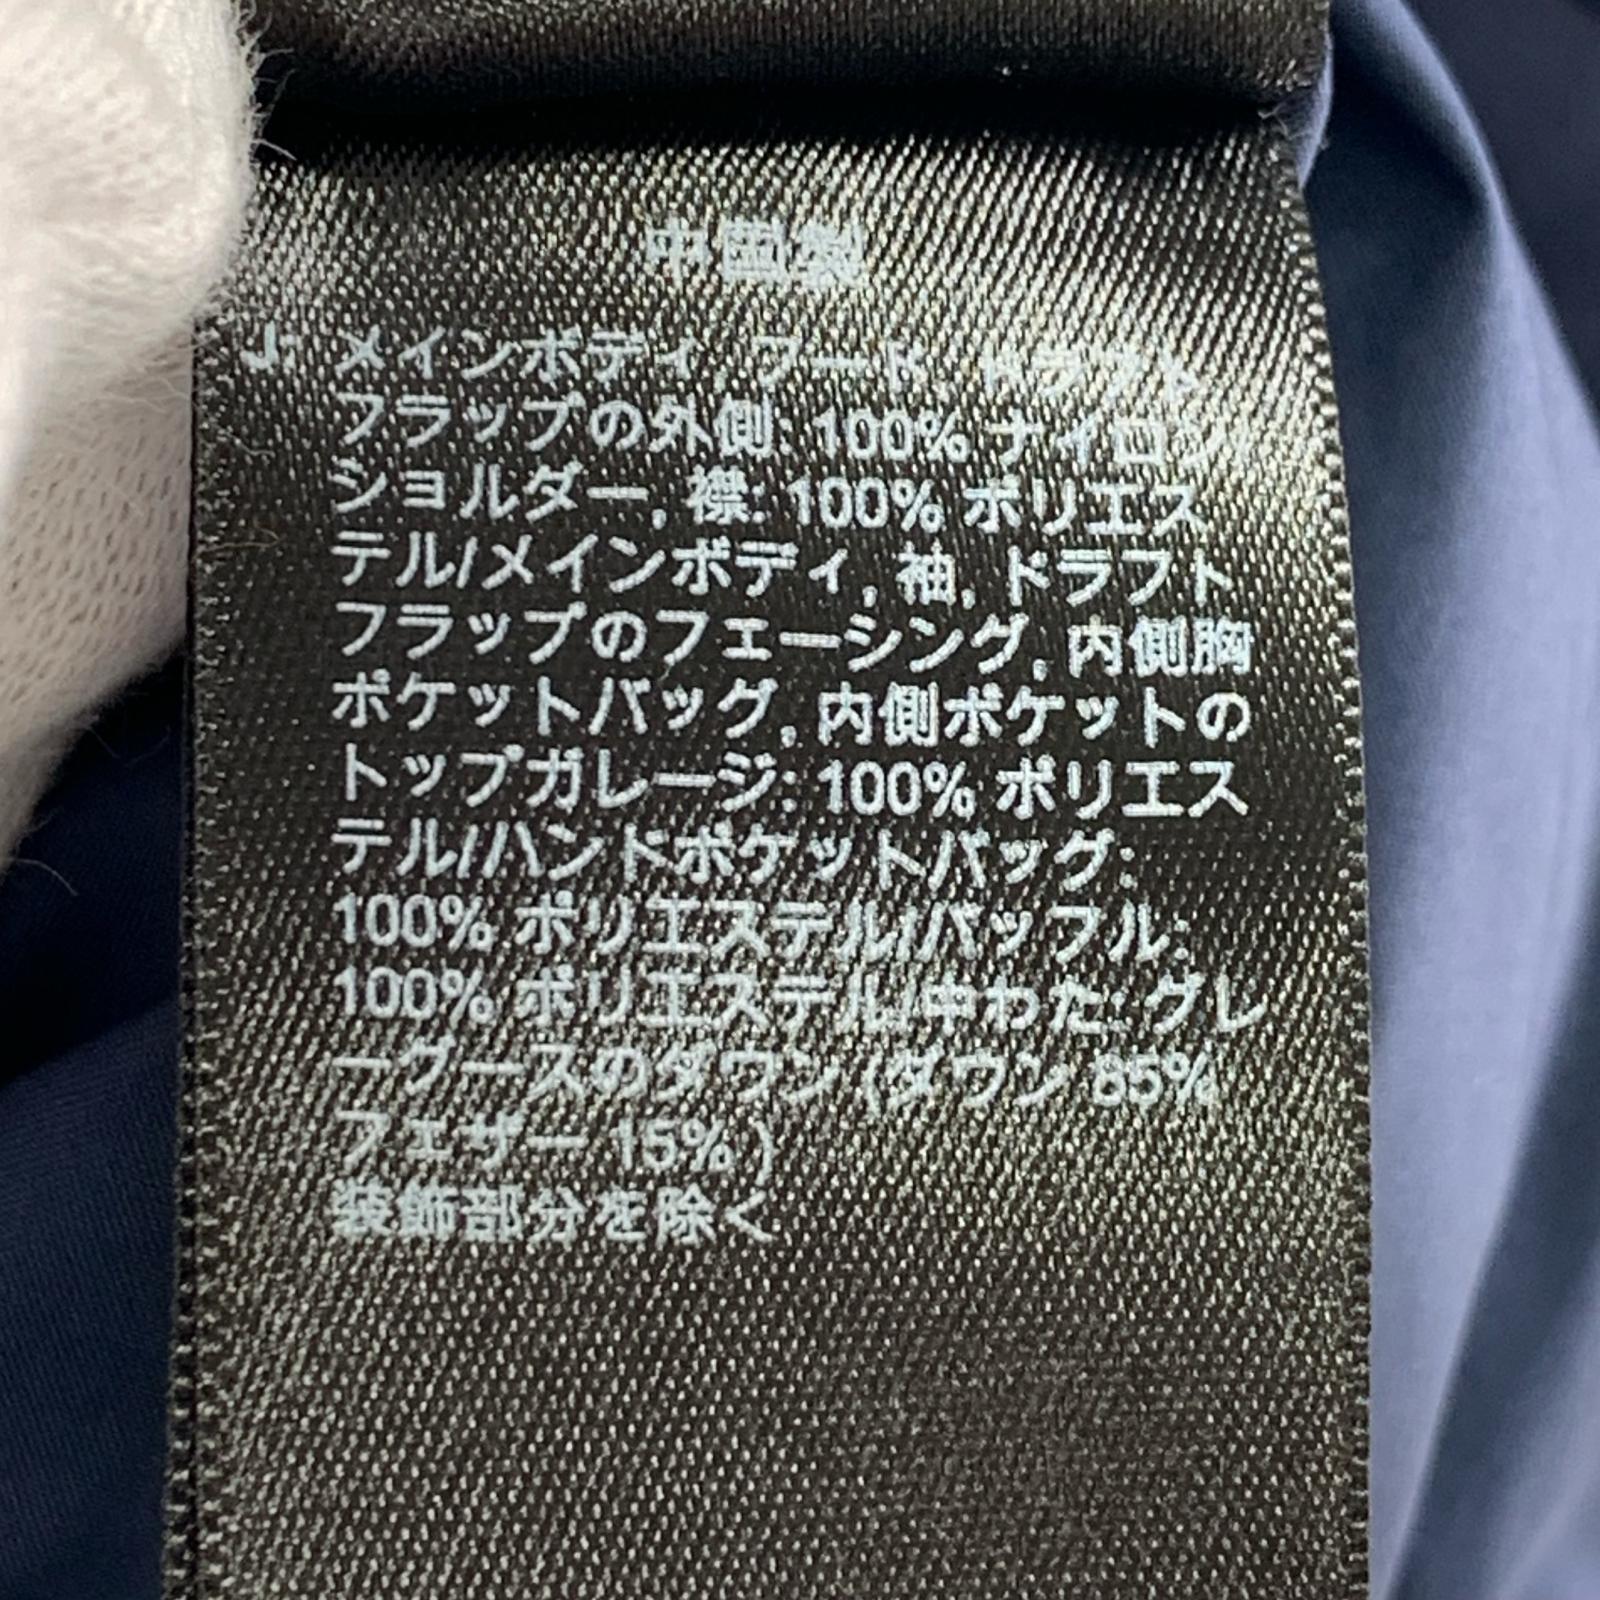 中国製
J: メインボディ, フード, ドラフト
フラップの外側: 100% ナイロン/
ショルダー, 襟: 100% ポリエス
テル/メインボディ, 袖, ドラフト
フラップのフェーシング, 内側胸
ポケットバッグ, 内側ポケットの
トップガレージ: 100% ポリエス
テル/ハンドポケットバッグ:
100% ポリエステル/バッフル:
100% ポリエステル/中わた: グレ
ーグースのダウン (ダウン 85%
フェザー 15% )
装飾部分を除く